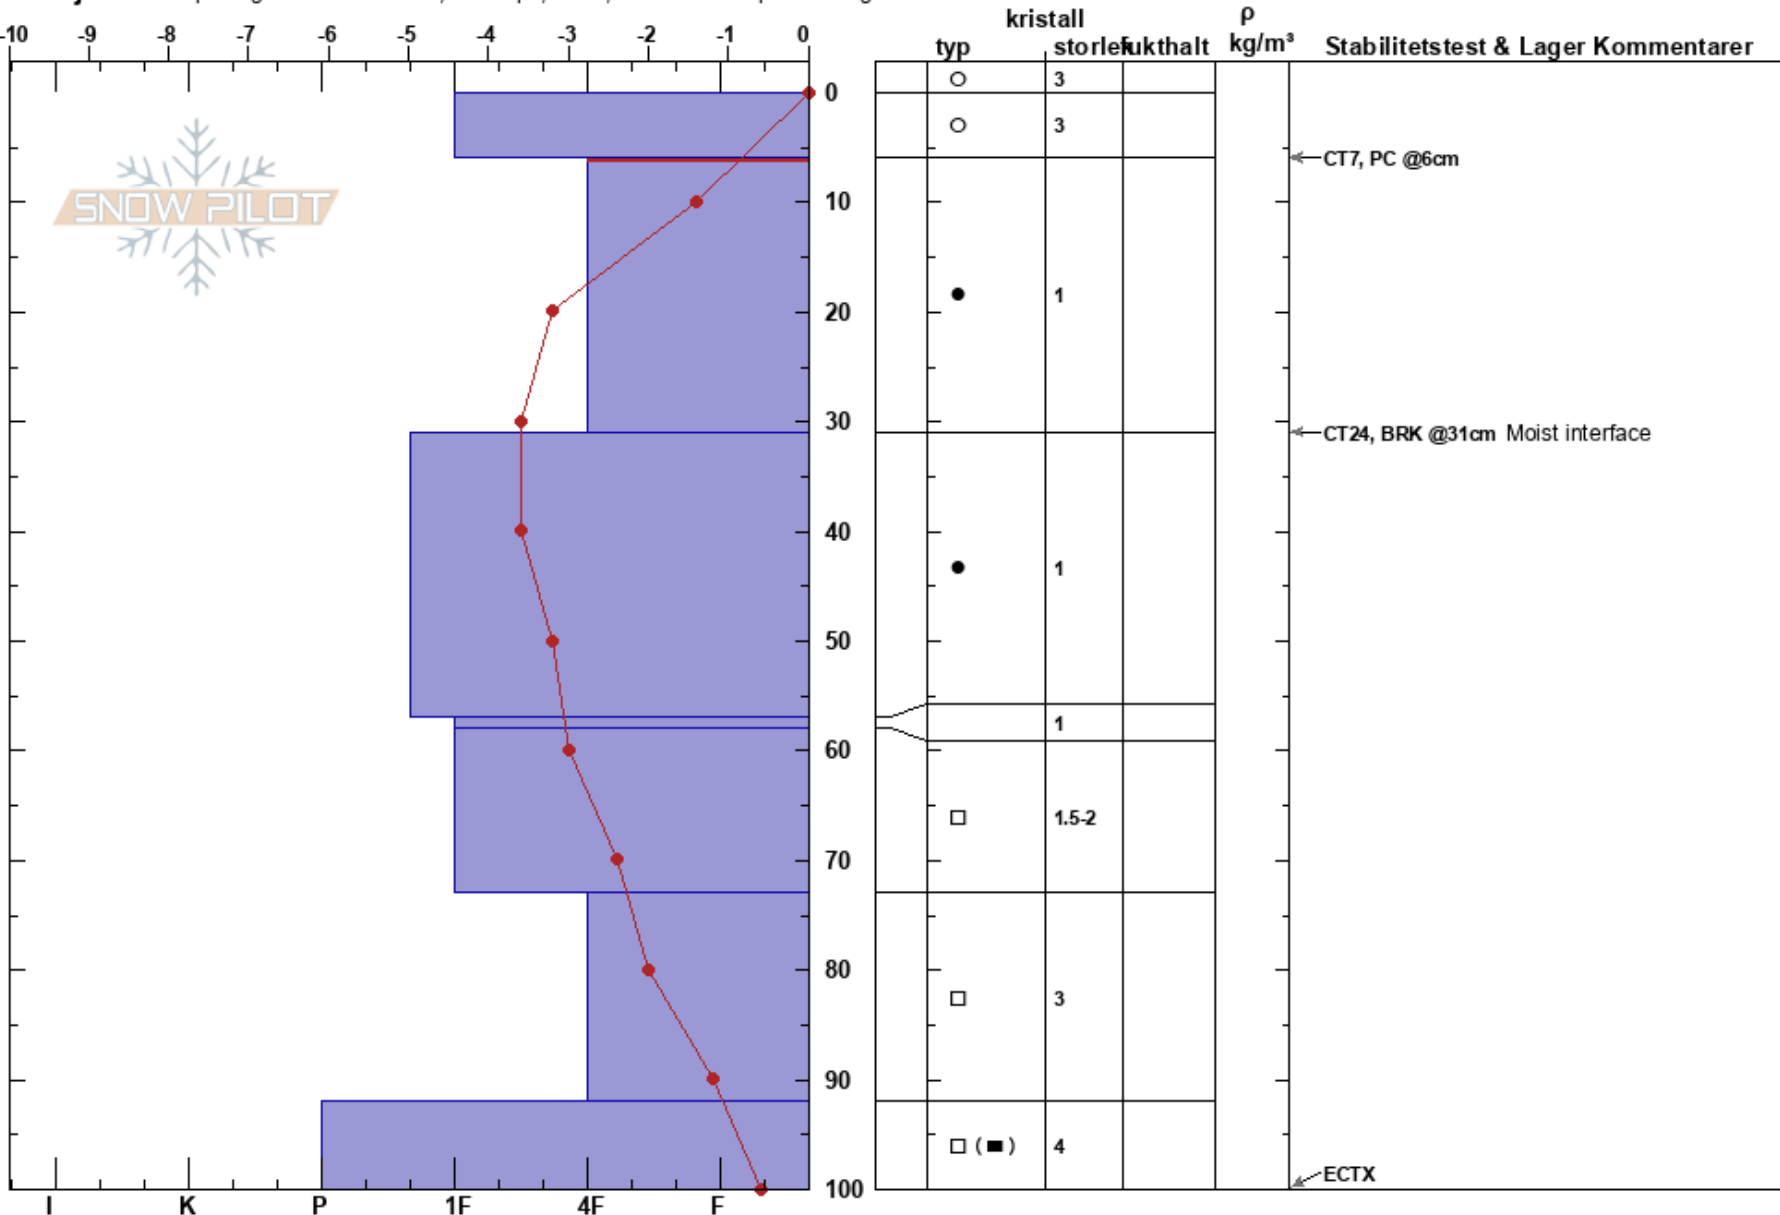 kristall ρ
-10 -9 -8 -7 -6 -5 -4 -3 -2 -1 0 typ storlek fukthalt kg/m³ Stabilitetstest & Lager Kommentarer
3
0
3
CT7, PC @6cm
SNOW PILOT
10
1
20
30
CT24, BRK @31cm Moist interface
40
1
50
1
60
1.5-2
70
80
3
90
( ) 4
ECTX
100
I K P 1F 4F F